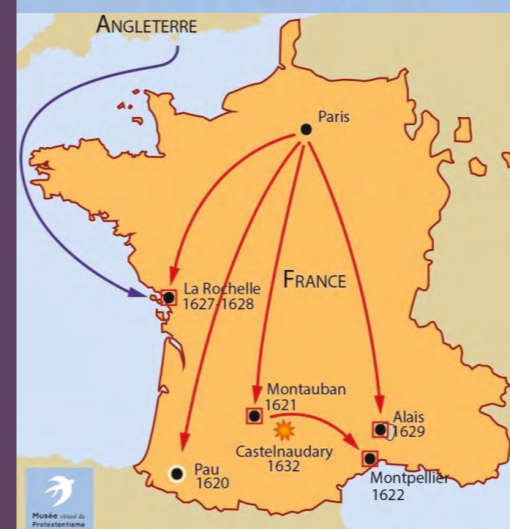 ANGLETERRE
Paris
FRANCE
La Rochelle
1627-1628
Montauban
1621
Alais
1629
Castelnaudary
1632
Montpellier
1622
Pau
1620
Musée virtuel du
Protestantisme